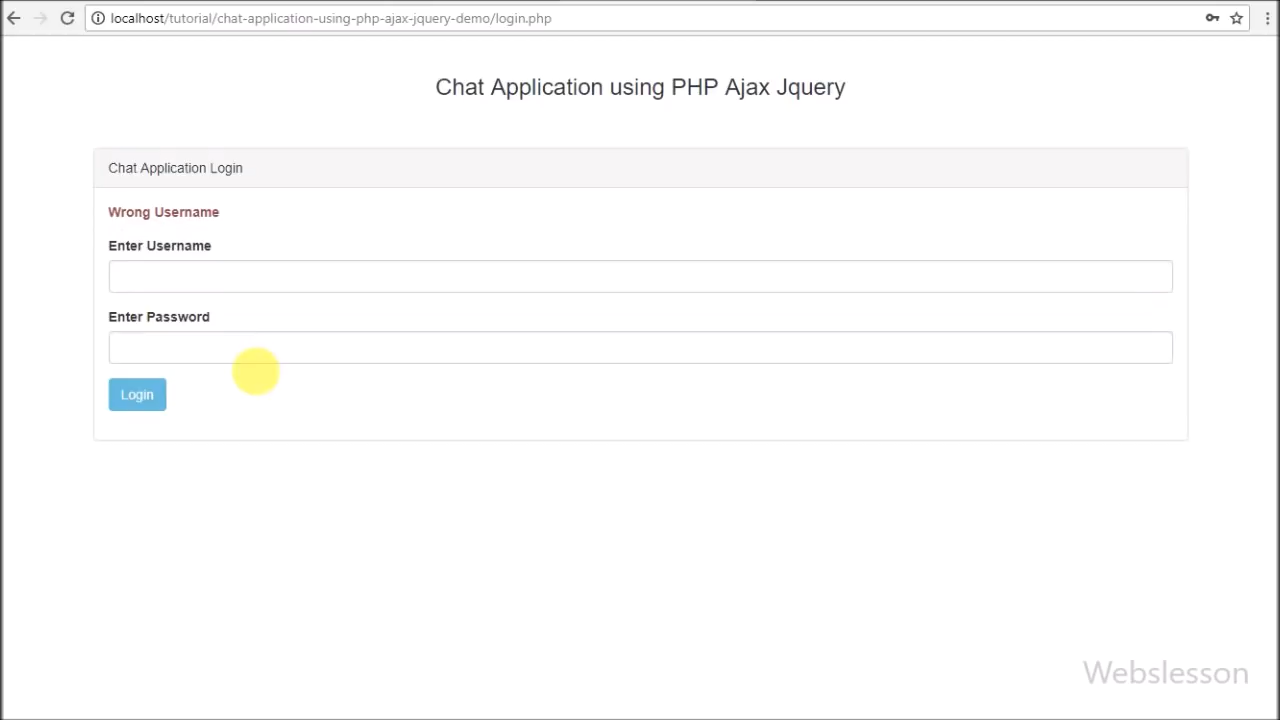 localhost/tutorial/chat-application-using-php-ajax-jquery-demo/login.php
Chat Application using PHP Ajax Jquery
Chat Application Login
Wrong Username
Enter Username
Enter Password
Login
Webslesson